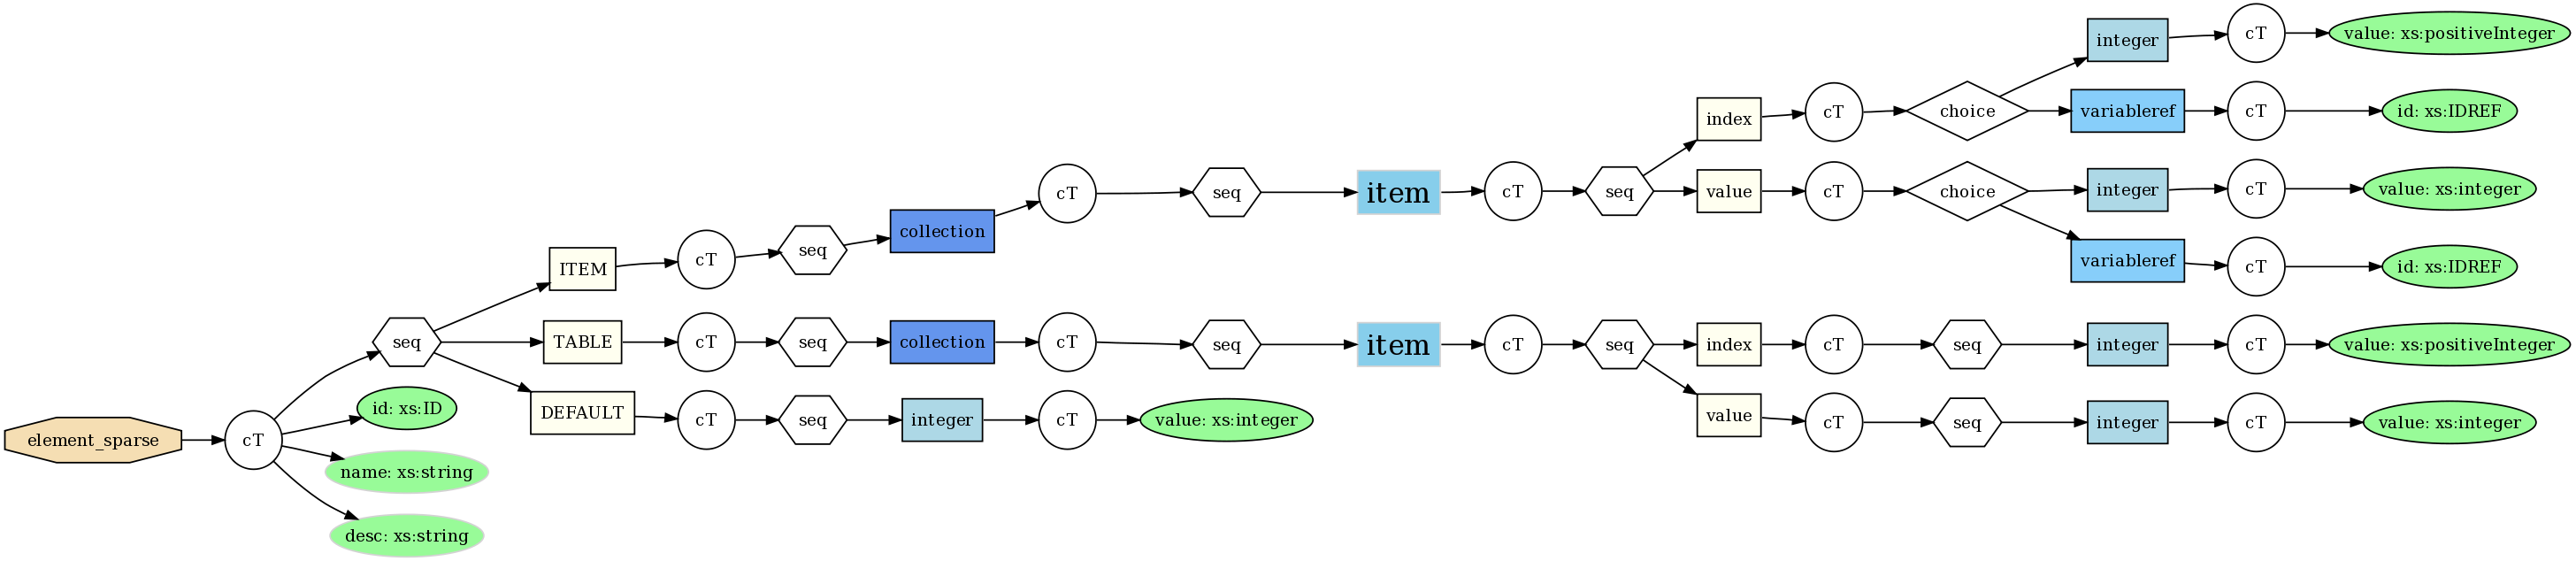 element_sparse
cT
seq
id: xs:ID
name: xs:string
desc: xs:string
ITEM
cT
seq
collection
cT
seq
item
cT
seq
index
cT
choice
integer
cT
value: xs:positiveInteger
variableref
cT
id: xs:IDREF
value
cT
choice
integer
cT
value: xs:integer
variableref
cT
id: xs:IDREF
TABLE
cT
seq
collection
cT
seq
item
cT
seq
index
cT
seq
integer
cT
value: xs:positiveInteger
value
cT
seq
integer
cT
value: xs:integer
DEFAULT
cT
seq
integer
cT
value: xs:integer